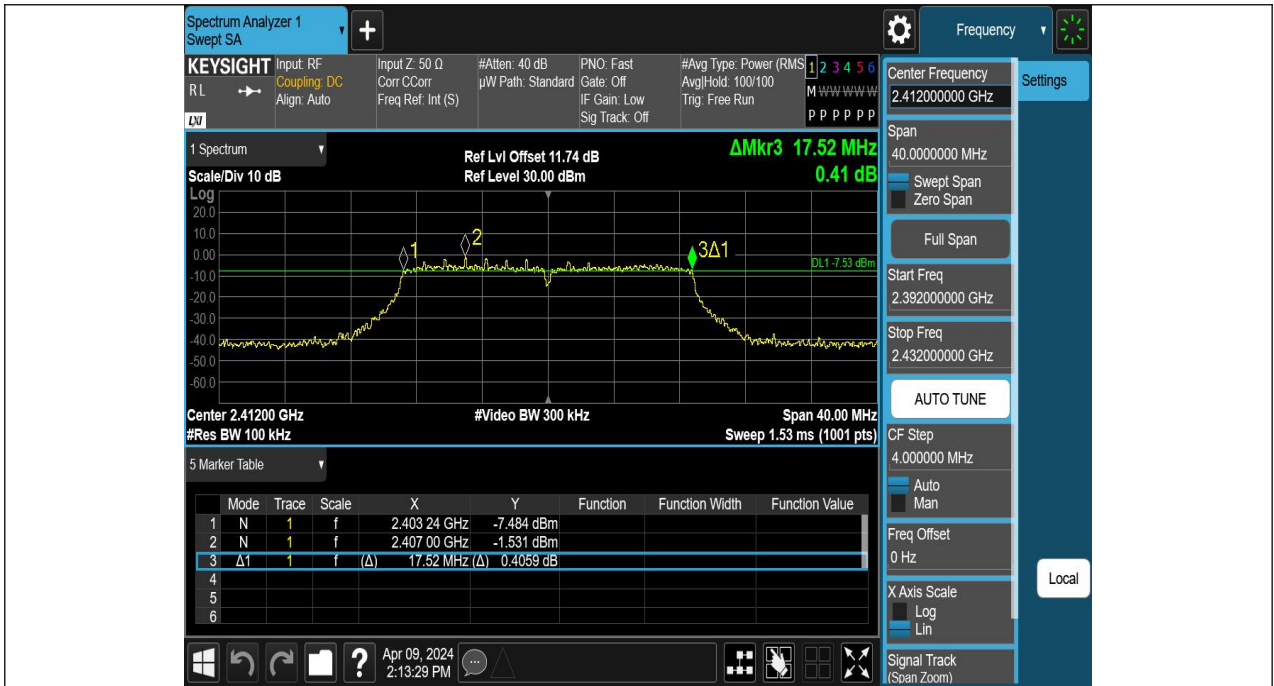 Spectrum Analyzer 1
Swept SA
+
Frequency
KEYSIGHT
RL
LXI
Input: RF
Coupling: DC
Align: Auto
Input Z: 50 Ω
Corr CCorr
Freq Ref: Int (S)
#Atten: 40 dB
µW Path: Standard
PNO: Fast
Gate: Off
IF Gain: Low
Sig Track: Off
#Avg Type: Power (RMS
Avg|Hold: 100/100
Trig: Free Run
1 2 3 4 5 6
M W W W W W
P P P P P P
1 Spectrum
Scale/Div 10 dB
Ref Lvl Offset 11.74 dB
Ref Level 30.00 dBm
ΔMkr3 17.52 MHz
0.41 dB
Log
20.0
10.0
0.00
-10.0
-20.0
-30.0
-40.0
-50.0
-60.0
1
2
3Δ1
DL1 -7.53 dBm
Center 2.41200 GHz
#Res BW 100 kHz
#Video BW 300 kHz
Span 40.00 MHz
Sweep 1.53 ms (1001 pts)
5 Marker Table
Mode Trace Scale X Y Function Function Width Function Value
1 N 1 f 2.403 24 GHz -7.484 dBm
2 N 1 f 2.407 00 GHz -1.531 dBm
3 Δ1 1 f (Δ) 17.52 MHz (Δ) 0.4059 dB
4
5
6
?
Apr 09, 2024
2:13:29 PM
Center Frequency
2.412000000 GHz
Span
40.0000000 MHz
Swept Span
Zero Span
Full Span
Start Freq
2.392000000 GHz
Stop Freq
2.432000000 GHz
AUTO TUNE
CF Step
4.000000 MHz
Auto
Man
Freq Offset
0 Hz
X Axis Scale
Log
Lin
Signal Track
(Span Zoom)
Settings
Local